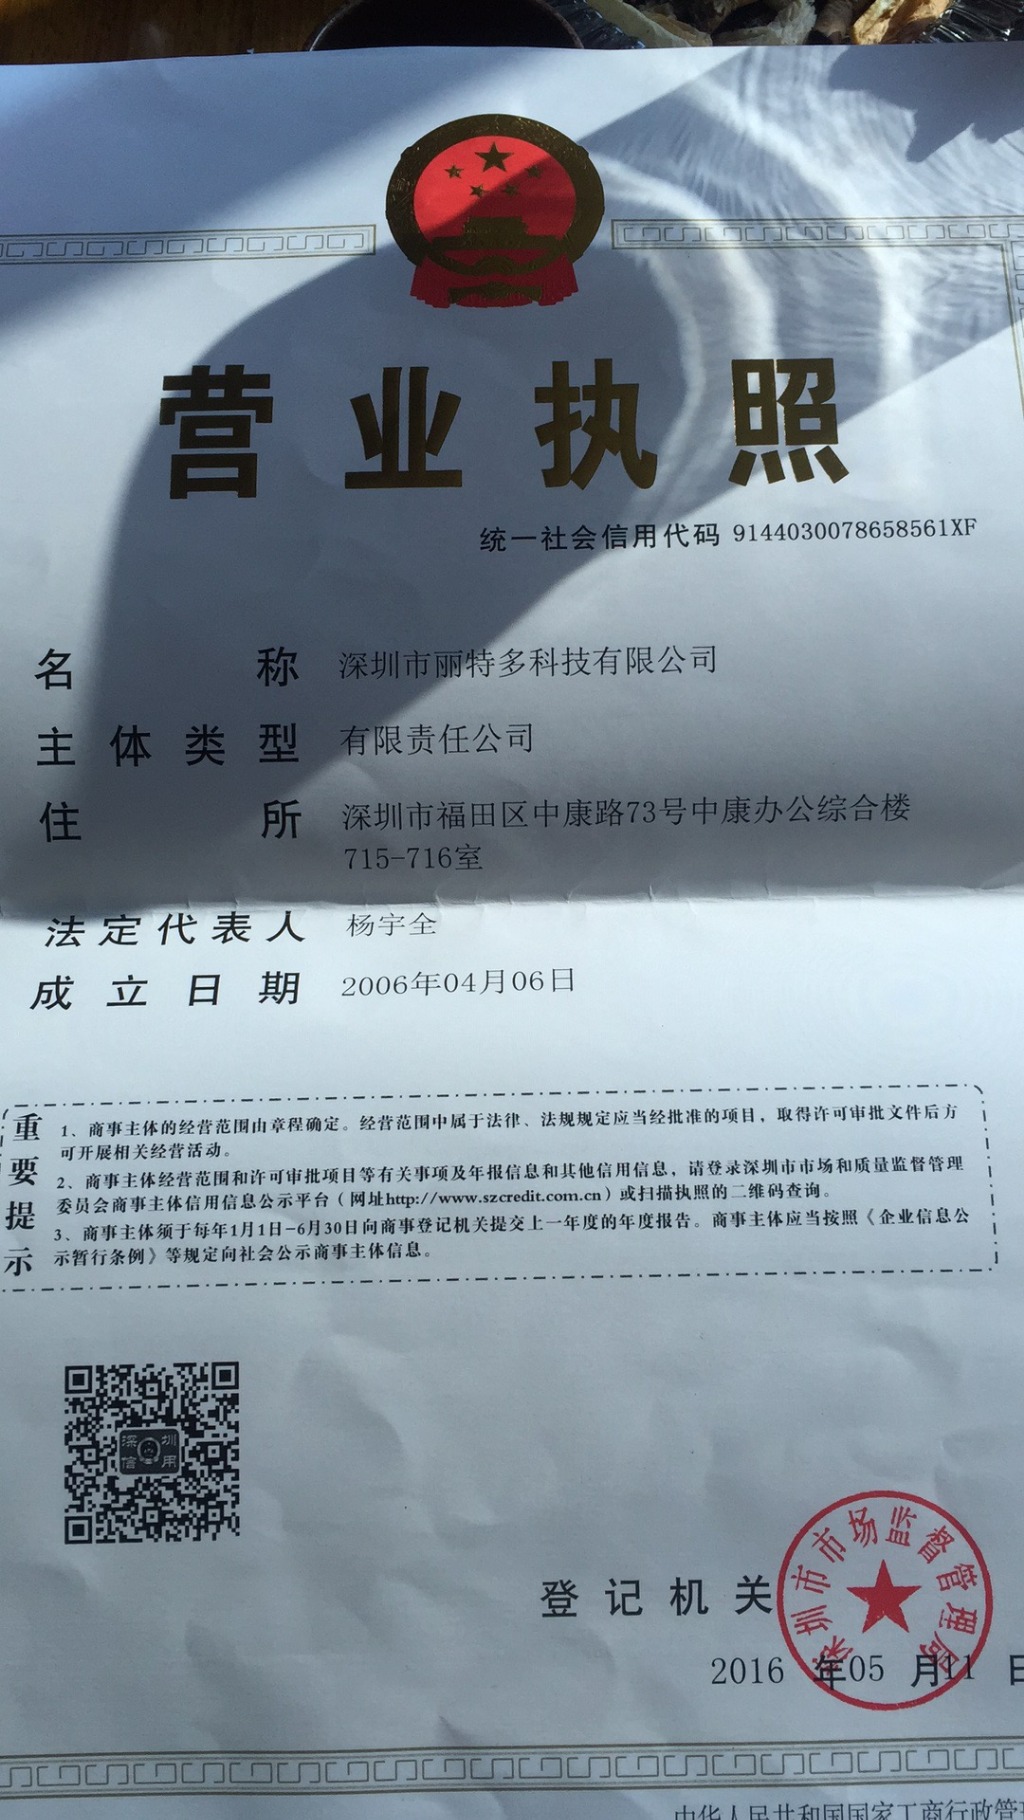 营业执照
统一社会信用代码 9144030078658561XF
名称 深圳市丽特多科技有限公司
主体类型 有限责任公司
住所 深圳市福田区中康路73号中康办公综合楼
715-716室
法定代表人 杨宇全
成立日期 2006年04月06日
重要提示
1、商事主体的经营范围由章程确定。经营范围中属于法律、法规规定应当经批准的项目，取得许可审批文件后方
可开展相关经营活动。
2、商事主体经营范围和许可审批项目等有关事项及年报信息和其他信用信息，请登录深圳市市场和质量监督管理
委员会商事主体信用信息公示平台（网址http://www.szcredit.com.cn）或扫描执照的二维码查询。
3、商事主体须于每年1月1日-6月30日向商事登记机关提交上一年度的年度报告。商事主体应当按照《企业信息公
示暂行条例》等规定向社会公示商事主体信息。
深圳
信用
登记机关
深圳市市场监督管理局
2016 年05 月11 日
中华人民共和国国家工商行政管